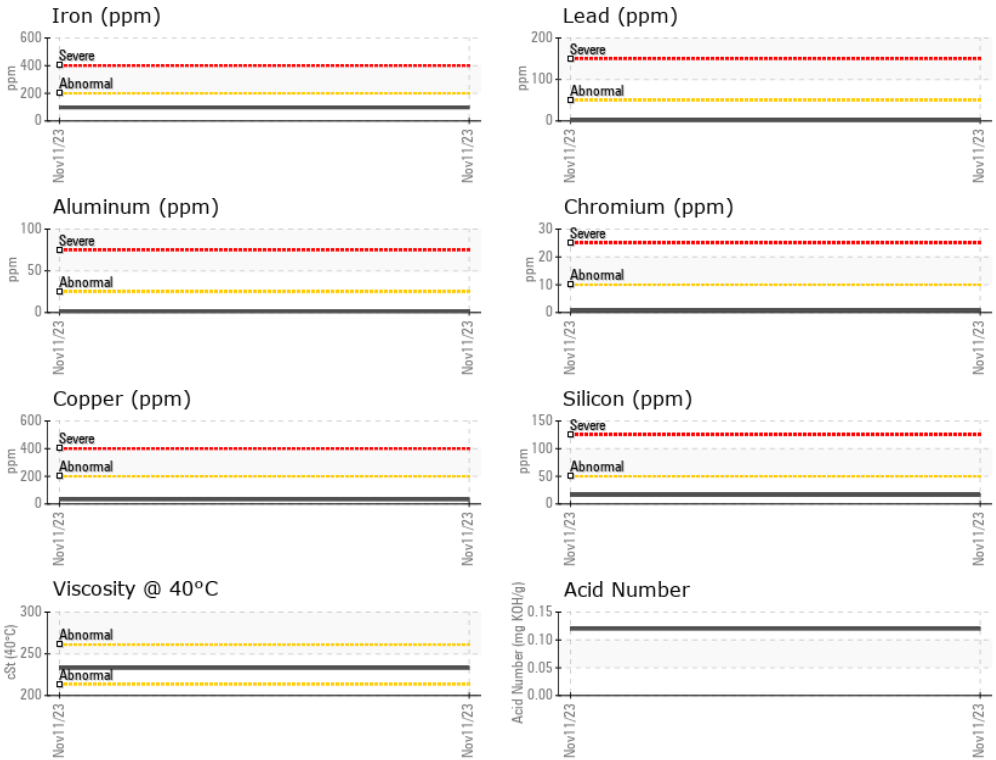 Iron (ppm)
600
400
200
0
ppm
Severe
Abnormal
Nov11/23
Nov11/23
Lead (ppm)
200
100
0
ppm
Severe
Abnormal
Nov11/23
Nov11/23
Aluminum (ppm)
100
50
0
ppm
Severe
Abnormal
Nov11/23
Nov11/23
Chromium (ppm)
30
20
10
0
ppm
Severe
Abnormal
Nov11/23
Nov11/23
Copper (ppm)
600
400
200
0
ppm
Severe
Abnormal
Nov11/23
Nov11/23
Silicon (ppm)
150
100
50
0
ppm
Severe
Abnormal
Nov11/23
Nov11/23
Viscosity @ 40°C
300
250
200
cSt (40°C)
Abnormal
Abnormal
Nov11/23
Nov11/23
Acid Number
0.15
0.10
0.05
0.00
Acid Number (mg KOH/g)
Nov11/23
Nov11/23